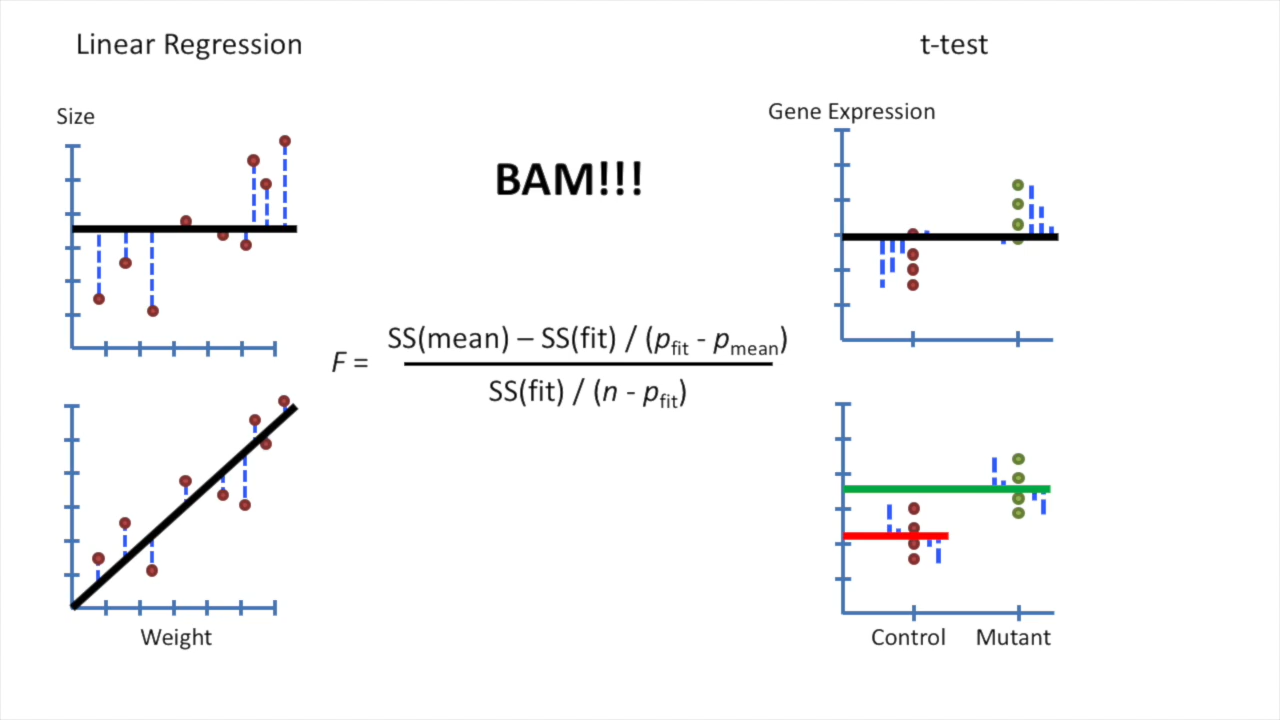 Linear Regression
t-test
Size
Gene Expression
BAM!!!
F = 
SS(mean) – SS(fit) / (pfit - pmean)
SS(fit) / (n - pfit)
Weight
Control
Mutant